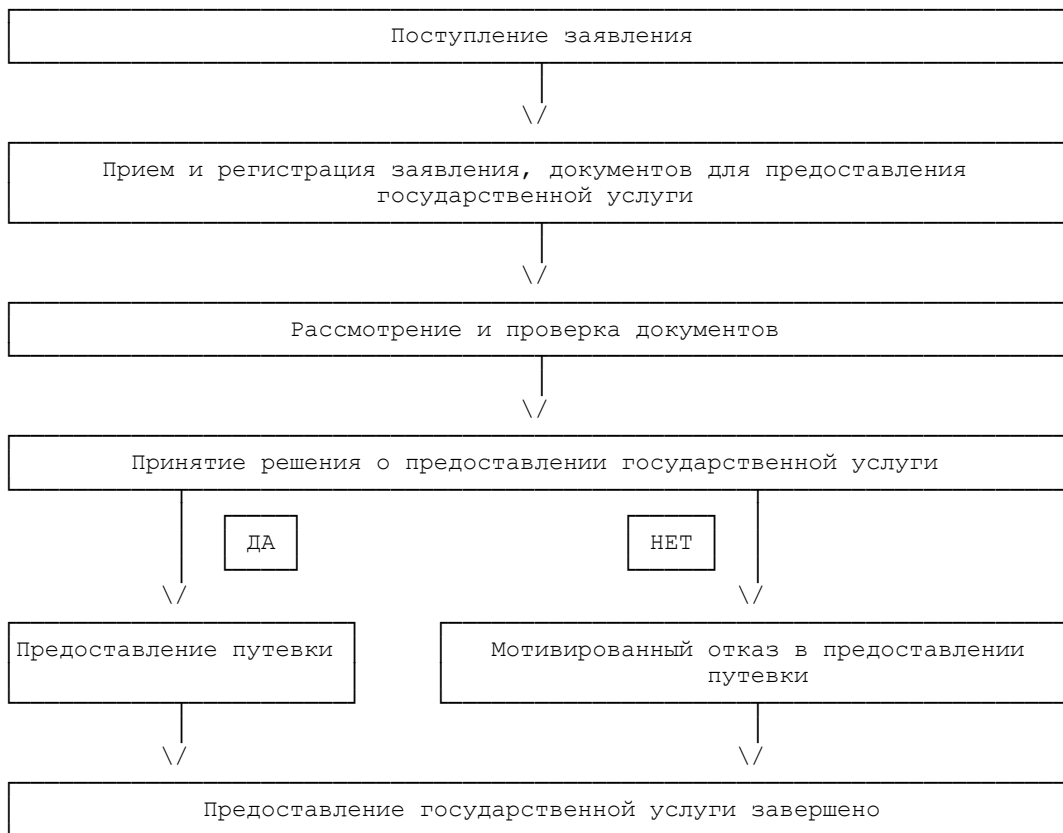 Поступление заявления
Прием и регистрация заявления, документов для предоставления
государственной услуги
Рассмотрение и проверка документов
Принятие решения о предоставлении государственной услуги
ДА
НЕТ
Предоставление путевки
Мотивированный отказ в предоставлении
путевки
Предоставление государственной услуги завершено